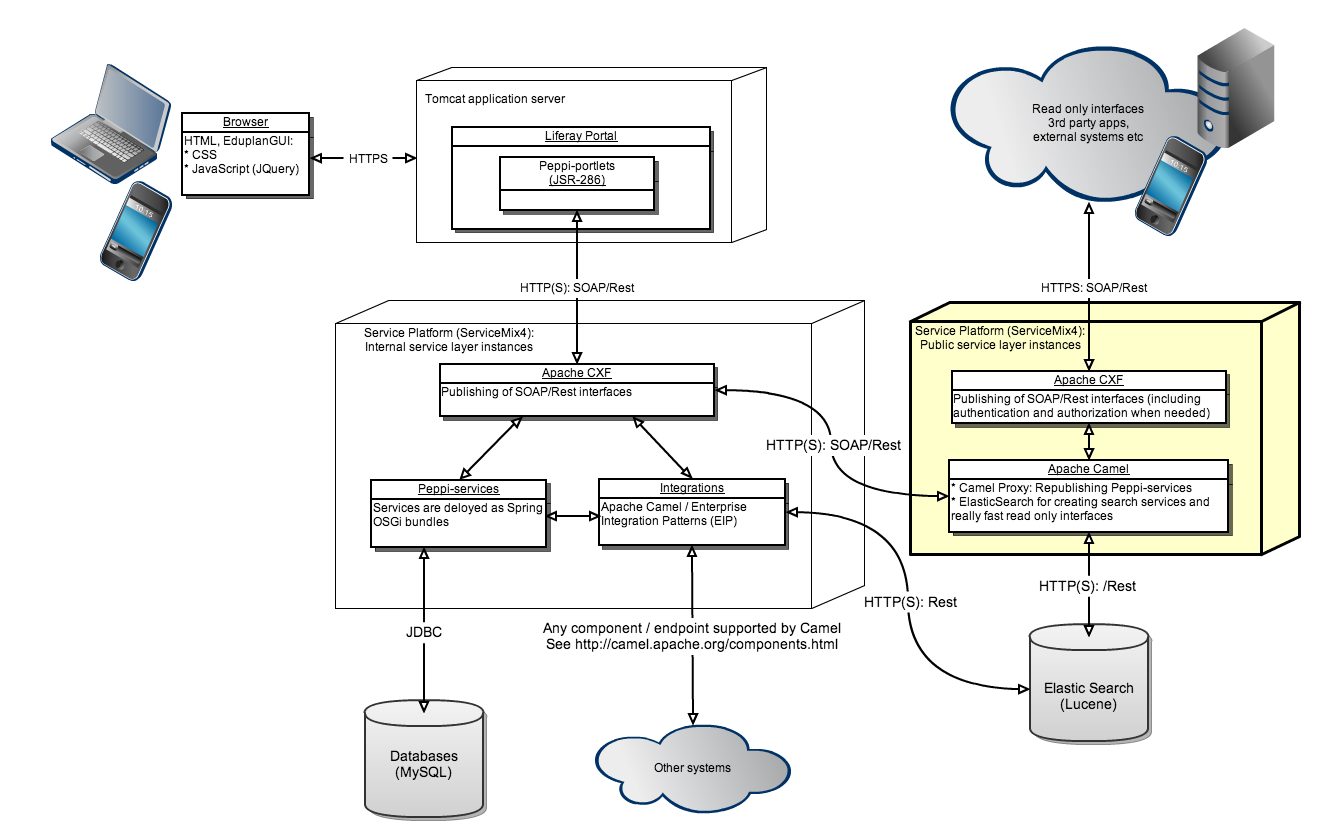 Browser
HTML, EduplanGUI:
* CSS
* JavaScript (JQuery)
10:15
HTTPS
Tomcat application server
Liferay Portal
Peppi-portlets
(JSR-286)
Read only interfaces
3rd party apps,
external systems etc
10:15
HTTP(S): SOAP/Rest
HTTPS: SOAP/Rest
Service Platform (ServiceMix4):
Internal service layer instances
Apache CXF
Publishing of SOAP/Rest interfaces
Peppi-services
Services are deloyed as Spring
OSGi bundles
Integrations
Apache Camel / Enterprise
Integration Patterns (EIP)
HTTP(S): SOAP/Rest
Service Platform (ServiceMix4):
Public service layer instances
Apache CXF
Publishing of SOAP/Rest interfaces (including
authentication and authorization when needed)
Apache Camel
* Camel Proxy: Republishing Peppi-services
* ElasticSearch for creating search services and
really fast read only interfaces
HTTP(S): /Rest
HTTP(S): Rest
JDBC
Any component / endpoint supported by Camel
See http://camel.apache.org/components.html
Elastic Search
(Lucene)
Databases
(MySQL)
Other systems